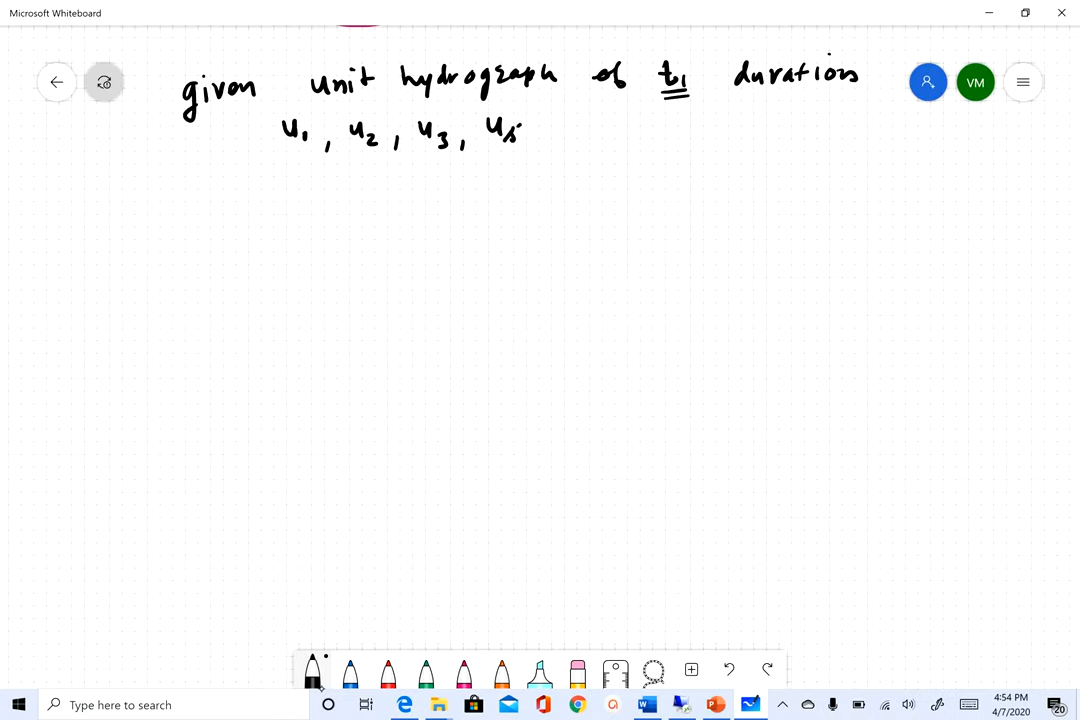 Microsoft Whiteboard
given unit hydrograph of t1 duration
u1, u2, u3,
VM
Type here to search
4:54 PM
4/7/2020
20